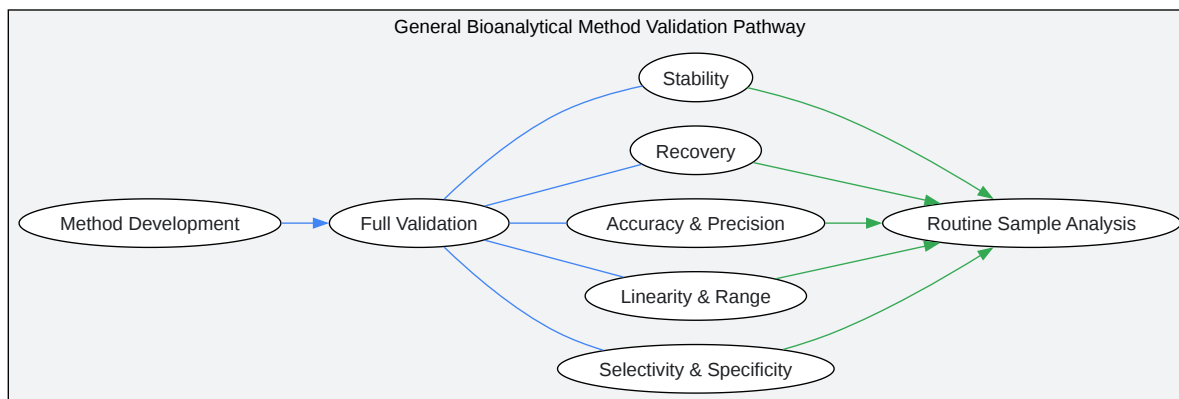 General Bioanalytical Method Validation Pathway
Stability
Recovery
Method Development
Full Validation
Accuracy & Precision
Routine Sample Analysis
Linearity & Range
Selectivity & Specificity